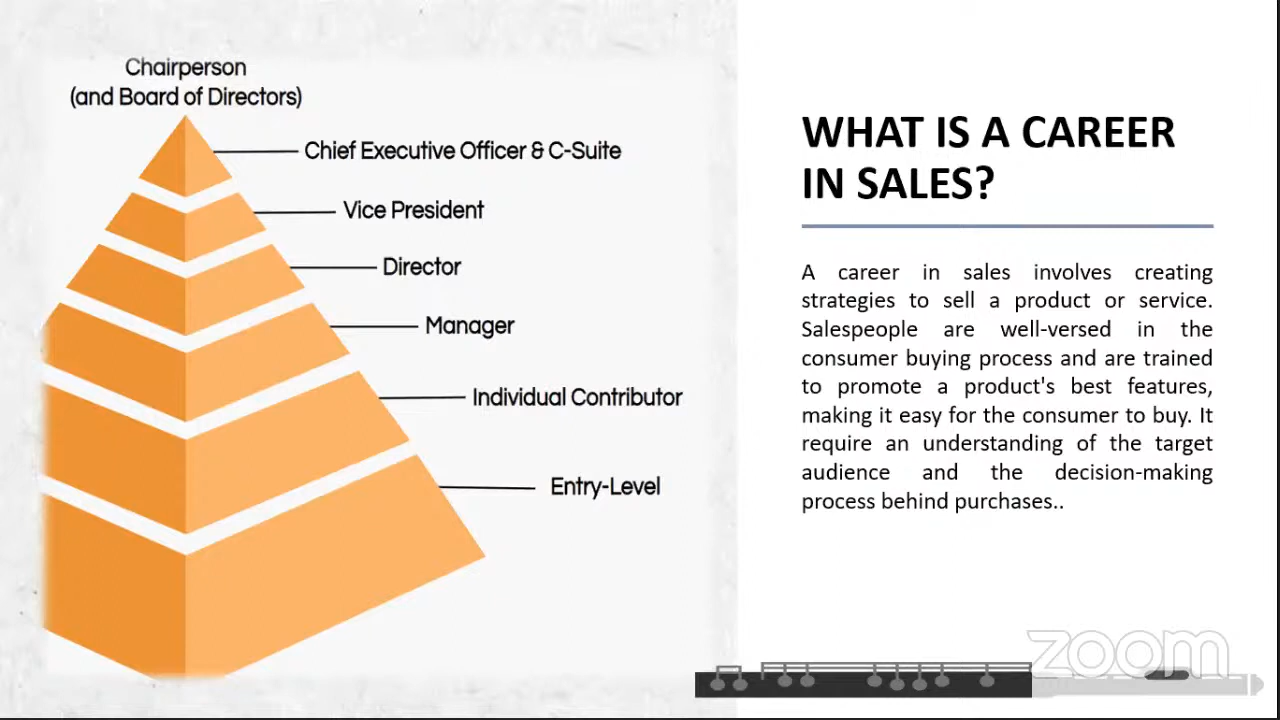 Chairperson
(and Board of Directors)
Chief Executive Officer & C-Suite
Vice President
Director
Manager
Individual Contributor
Entry-Level
WHAT IS A CAREER
IN SALES?
A career in sales involves creating
strategies to sell a product or service.
Salespeople are well-versed in the
consumer buying process and are trained
to promote a product's best features,
making it easy for the consumer to buy. It
require an understanding of the target
audience and the decision-making
process behind purchases..
zoom